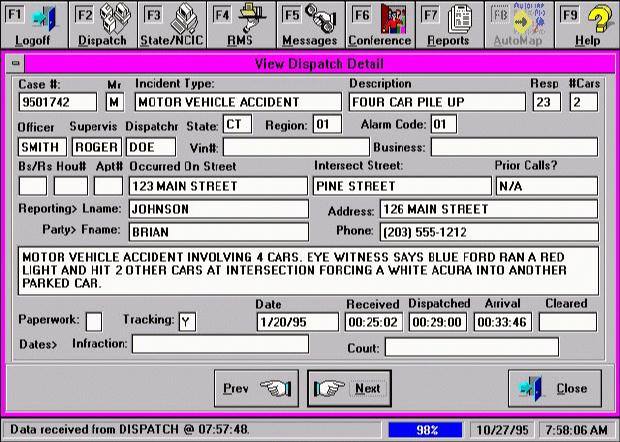 F1 F2 F3 F4 F5 F6 F7 F8 AUTOMAP F9
Logoff Dispatch State/NCIC RMS Messages Conference Reports AutoMap Help
View Dispatch Detail
Case #: Mr Incident Type: Description Resp #Cars
9501742 M MOTOR VEHICLE ACCIDENT FOUR CAR PILE UP 23 2
Officer Supervis Dispatchr State: CT Region: 01 Alarm Code: 01
SMITH ROGER DOE Vin#: Business:
Bs/Rs Hou# Apt# Occurred On Street Intersect Street: Prior Calls?
123 MAIN STREET PINE STREET N/A
Reporting> Lname: JOHNSON Address: 126 MAIN STREET
Party> Fname: BRIAN Phone: (203) 555-1212
MOTOR VEHICLE ACCIDENT INVOLVING 4 CARS. EYE WITNESS SAYS BLUE FORD RAN A RED
LIGHT AND HIT 2 OTHER CARS AT INTERSECTION FORCING A WHITE ACURA INTO ANOTHER
PARKED CAR.
Date Received Dispatched Arrival Cleared
Paperwork: Tracking: Y 1/20/95 00:25:02 00:29:00 00:33:46
Dates> Infraction: Court:
Prev Next Close
Data received from DISPATCH @ 07:57:48. 98% 10/27/95 7:58:06 AM